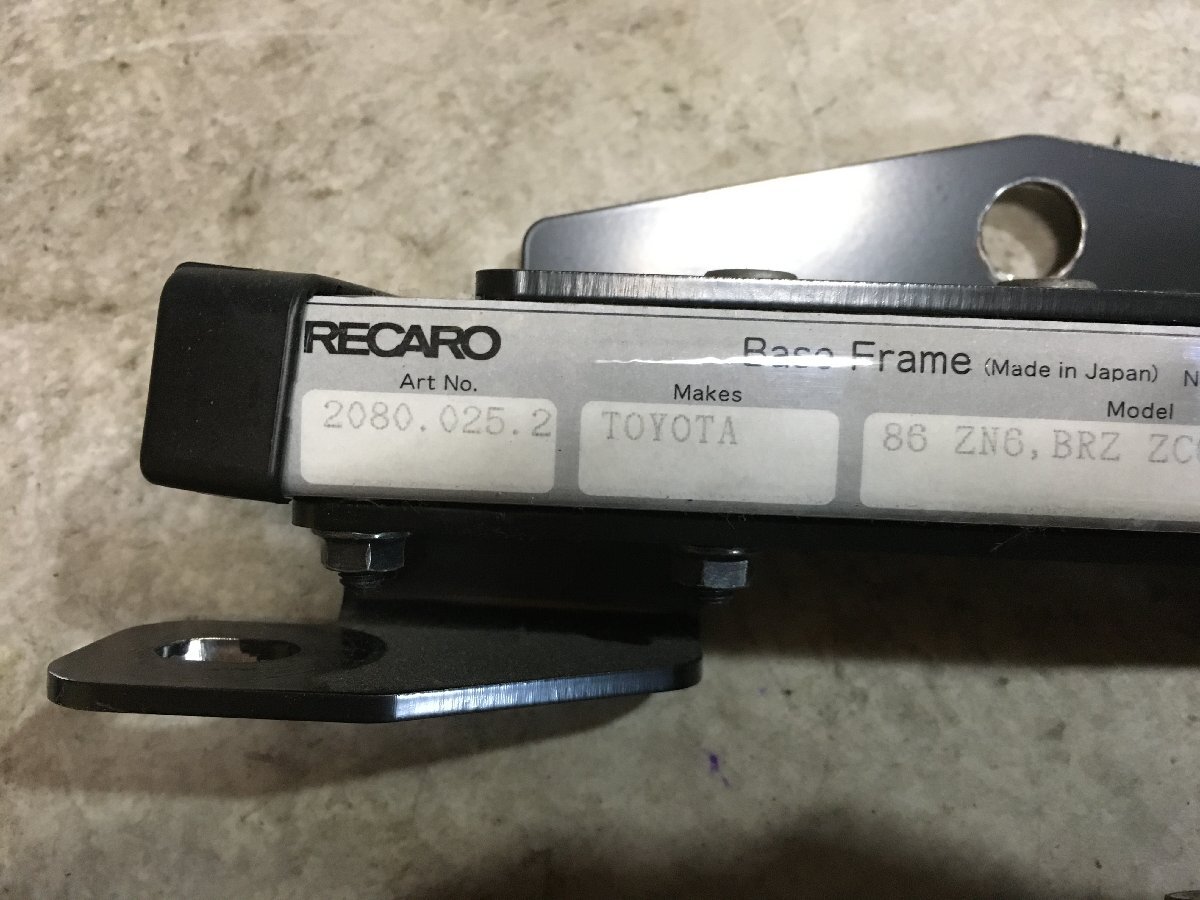 RECARO
Base Frame (Made in Japan)
Art No.
Makes
Model
2080.025.2
TOYOTA
86 ZN6, BRZ